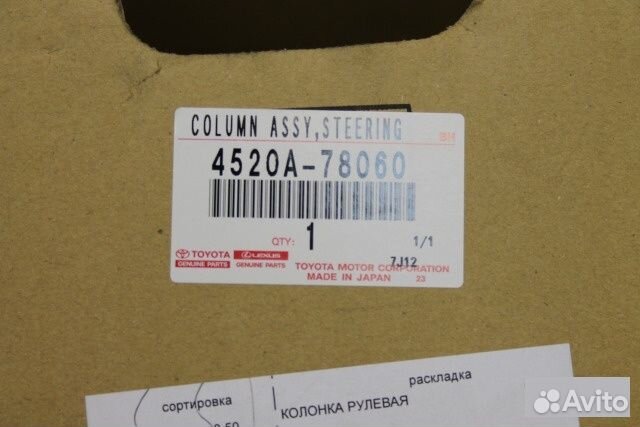 COLUMN ASSY,STEERING
4520A-78060
QTY: 1 1/1
7J12
TOYOTA LEXUS
GENUINE PARTS GENUINE PARTS
TOYOTA MOTOR CORPORATION
MADE IN JAPAN 23
раскладка
сортировка
КОЛОНКА РУЛЕВАЯ
Avito